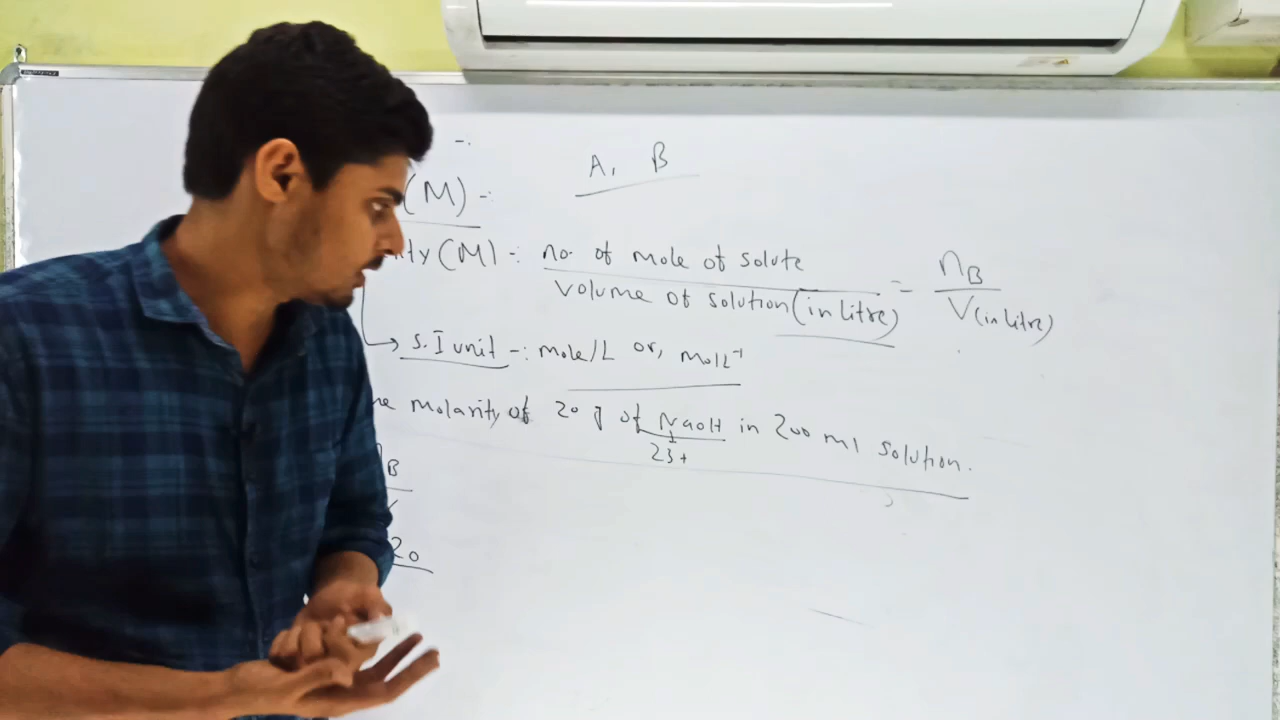 A, B
(M) -:
ity (M) -: no. of mole of solute / volume of solution (in litre) = nB / V(in litre)
S.I unit -: mole/L or, molL⁻¹
he molarity of 20 g of NaOH in 200 ml solution.
23+
B
20